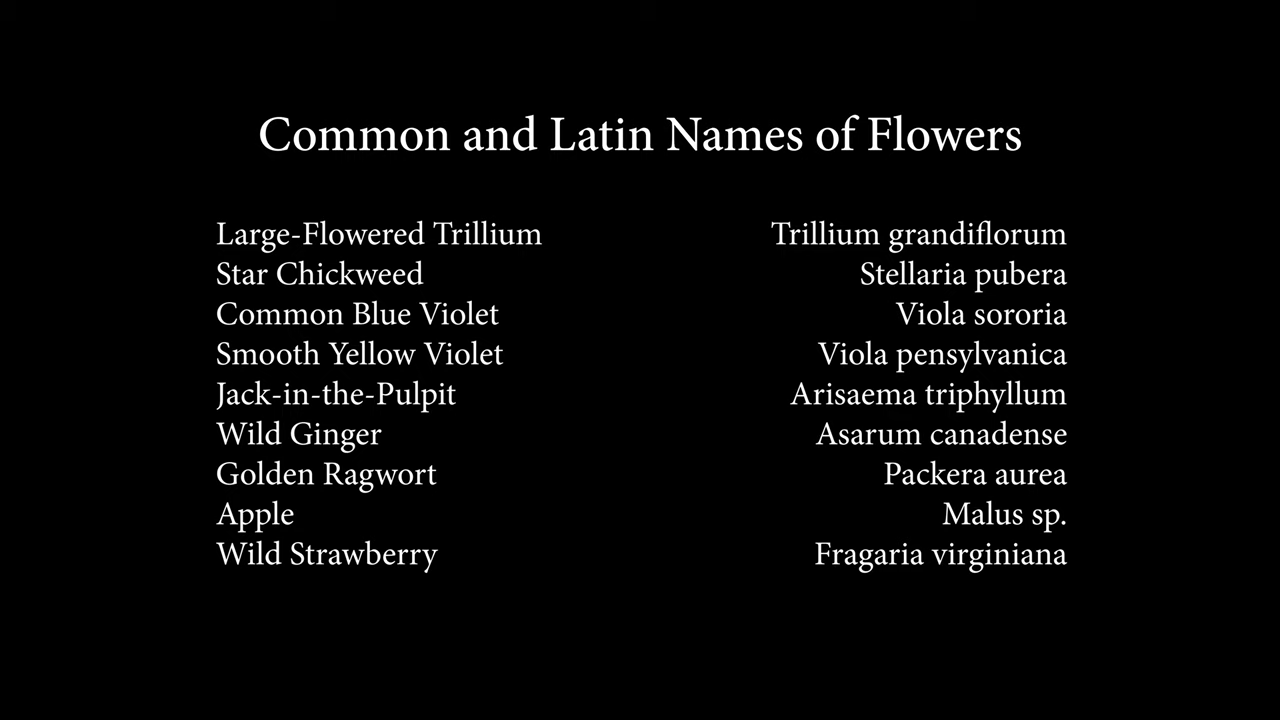 Common and Latin Names of Flowers
Large-Flowered Trillium Trillium grandiflorum
Star Chickweed Stellaria pubera
Common Blue Violet Viola sororia
Smooth Yellow Violet Viola pensylvanica
Jack-in-the-Pulpit Arisaema triphyllum
Wild Ginger Asarum canadense
Golden Ragwort Packera aurea
Apple Malus sp.
Wild Strawberry Fragaria virginiana